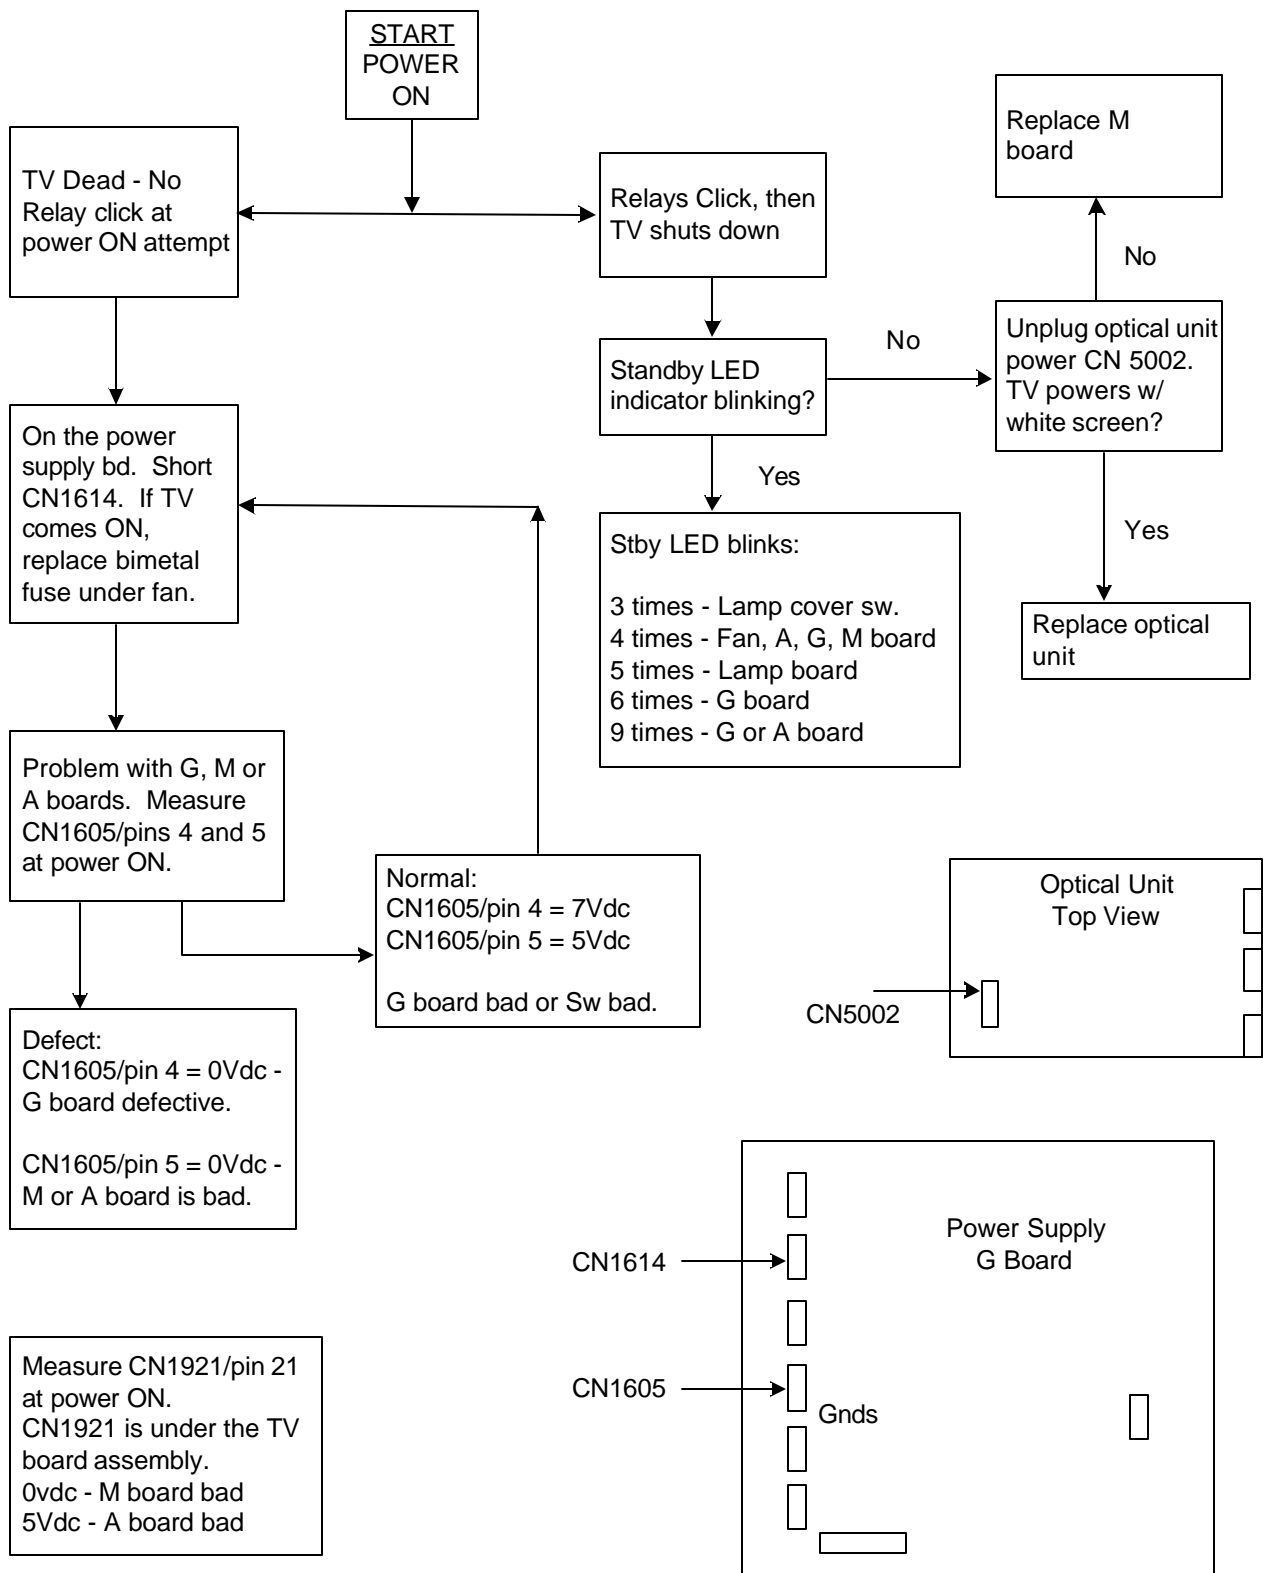 START
POWER
ON
TV Dead - No
Relay click at
power ON attempt
Relays Click, then
TV shuts down
Replace M
board
No
Standby LED
indicator blinking?
No
Unplug optical unit
power CN 5002.
TV powers w/
white screen?
Yes
Yes
Replace optical
unit
On the power
supply bd. Short
CN1614. If TV
comes ON,
replace bimetal
fuse under fan.
Stby LED blinks:
3 times - Lamp cover sw.
4 times - Fan, A, G, M board
5 times - Lamp board
6 times - G board
9 times - G or A board
Problem with G, M or
A boards. Measure
CN1605/pins 4 and 5
at power ON.
Normal:
CN1605/pin 4 = 7Vdc
CN1605/pin 5 = 5Vdc
G board bad or Sw bad.
Defect:
CN1605/pin 4 = 0Vdc -
G board defective.
CN1605/pin 5 = 0Vdc -
M or A board is bad.
Optical Unit
Top View
CN5002
Power Supply
G Board
CN1614
CN1605
Gnds
Measure CN1921/pin 21
at power ON.
CN1921 is under the TV
board assembly.
0vdc - M board bad
5Vdc - A board bad